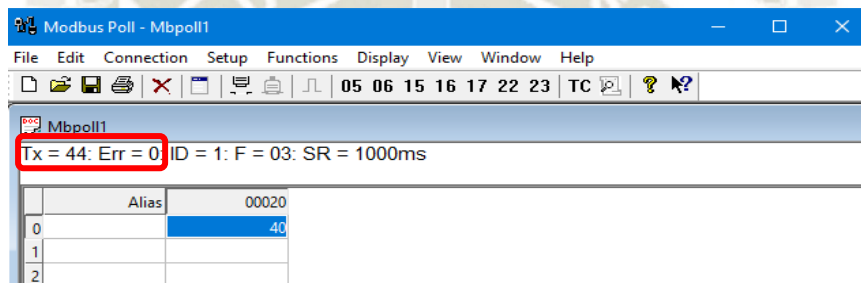 Modbus Poll - Mbpoll1
File Edit Connection Setup Functions Display View Window Help
05 06 15 16 17 22 23 TC
Mbpoll1
Tx = 44: Err = 0: ID = 1: F = 03: SR = 1000ms
Alias 00020
0 40
1
2